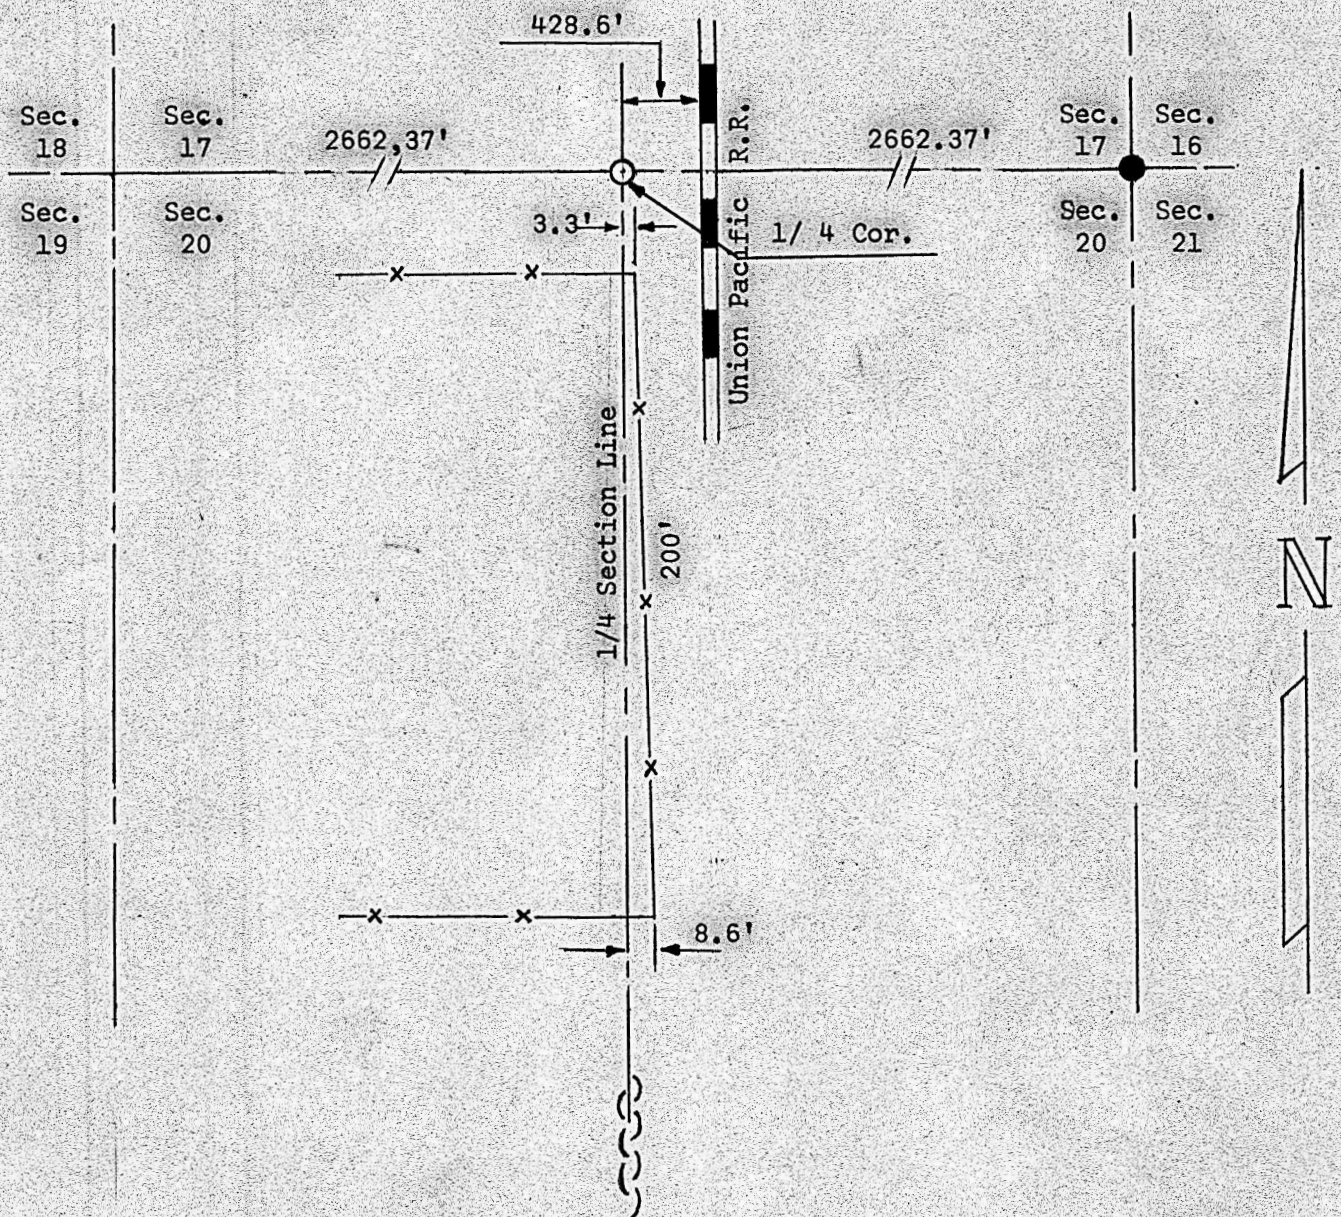 428.6'
Sec.
18
Sec.
17
2662,37'
2662.37'
Sec.
17
Sec.
16
Sec.
19
Sec.
20
3.3'
1/ 4 Cor.
Sec.
20
Sec.
21
Union Pacific R.R.
1/4 Section Line
200'
N
8.6'